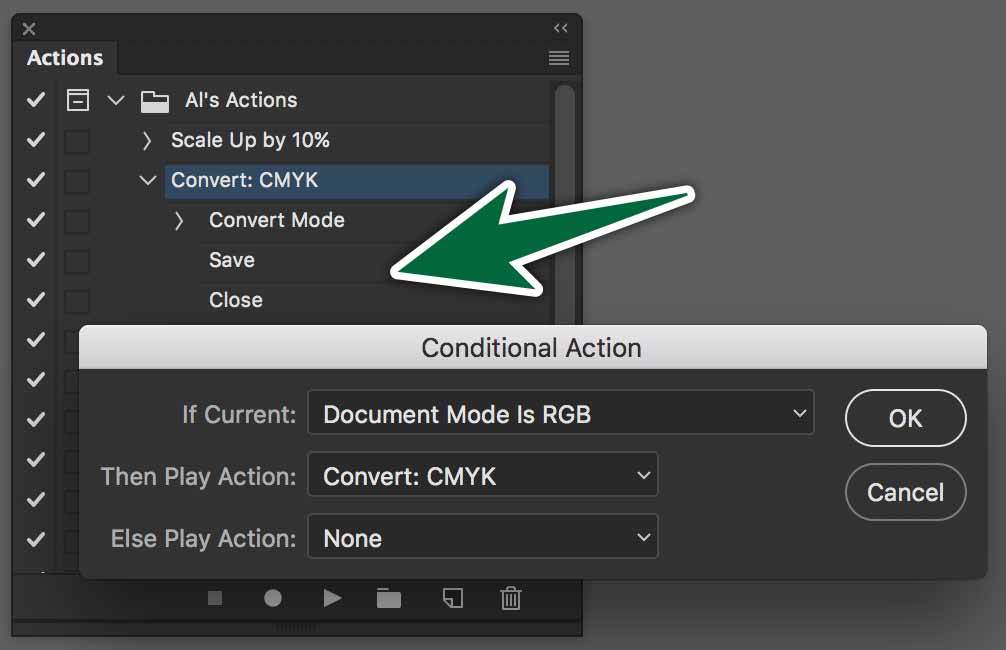 Actions
Al's Actions
Scale Up by 10%
Convert: CMYK
Convert Mode
Save
Close
Conditional Action
If Current: Document Mode Is RGB
OK
Then Play Action: Convert: CMYK
Cancel
Else Play Action: None